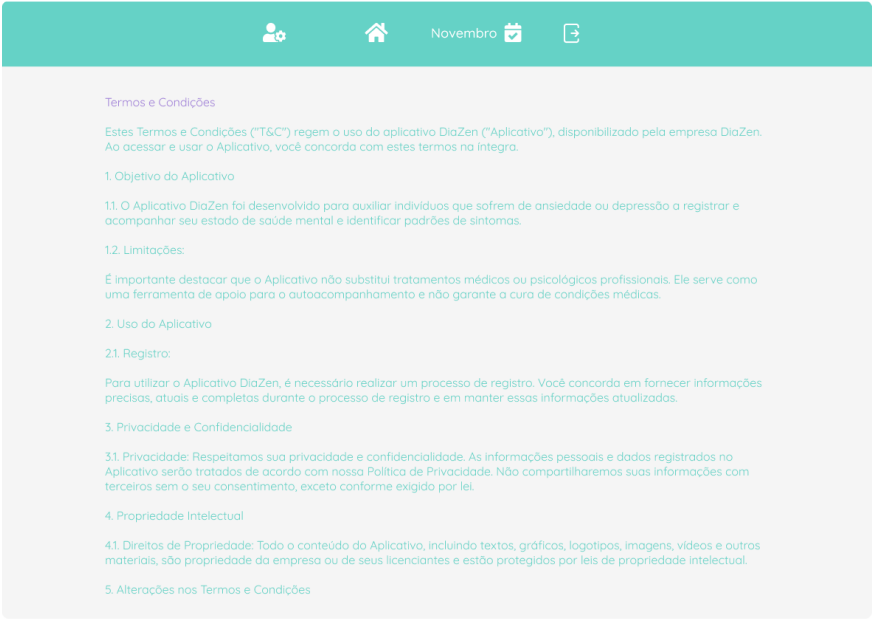 Novembro
Termos e Condições
Estes Termos e Condições ("T&C") regem o uso do aplicativo DiaZen ("Aplicativo"), disponibilizado pela empresa DiaZen.
Ao acessar e usar o Aplicativo, você concorda com estes termos na íntegra.
1. Objetivo do Aplicativo
1.1. O Aplicativo DiaZen foi desenvolvido para auxiliar indivíduos que sofrem de ansiedade ou depressão a registrar e
acompanhar seu estado de saúde mental e identificar padrões de sintomas.
1.2. Limitações:
É importante destacar que o Aplicativo não substitui tratamentos médicos ou psicológicos profissionais. Ele serve como
uma ferramenta de apoio para o autoacompanhamento e não garante a cura de condições médicas.
2. Uso do Aplicativo
2.1. Registro:
Para utilizar o Aplicativo DiaZen, é necessário realizar um processo de registro. Você concorda em fornecer informações
precisas, atuais e completas durante o processo de registro e em manter essas informações atualizadas.
3. Privacidade e Confidencialidade
3.1. Privacidade: Respeitamos sua privacidade e confidencialidade. As informações pessoais e dados registrados no
Aplicativo serão tratados de acordo com nossa Política de Privacidade. Não compartilharemos suas informações com
terceiros sem o seu consentimento, exceto conforme exigido por lei.
4. Propriedade Intelectual
4.1. Direitos de Propriedade: Todo o conteúdo do Aplicativo, incluindo textos, gráficos, logotipos, imagens, vídeos e outros
materiais, são propriedade da empresa ou de seus licenciantes e estão protegidos por leis de propriedade intelectual.
5. Alterações nos Termos e Condições